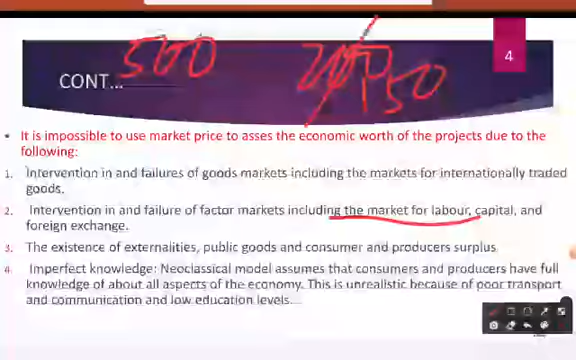 500
200
150
4
CONT...
• It is impossible to use market price to asses the economic worth of the projects due to the
following:
1. Intervention in and failures of goods markets including the markets for internationally traded
goods.
2. Intervention in and failure of factor markets including the market for labour, capital, and
foreign exchange.
3. The existence of externalities, public goods and consumer and producers surplus
4. Imperfect knowledge: Neoclassical model assumes that consumers and producers have full
knowledge of about all aspects of the economy. This is unrealistic because of poor transport
and communication and low education levels...